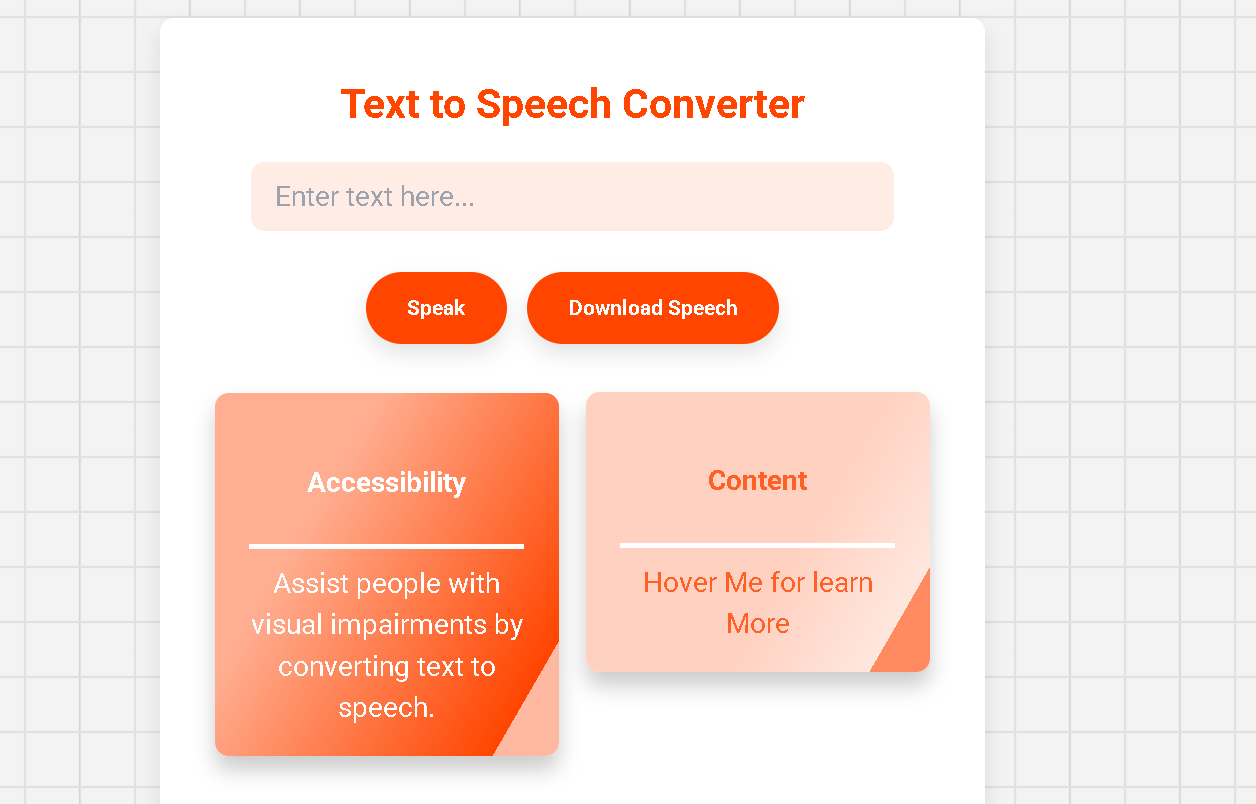 Text to Speech Converter
Enter text here...
Speak
Download Speech
Accessibility
Assist people with
visual impairments by
converting text to
speech.
Content
Hover Me for learn
More